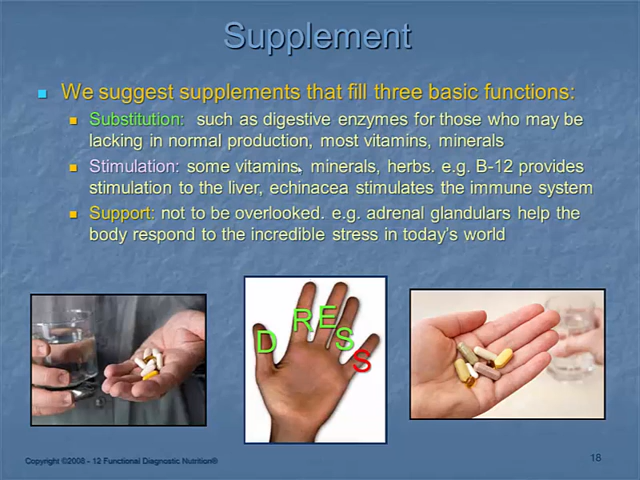 Supplement
We suggest supplements that fill three basic functions:
Substitution: such as digestive enzymes for those who may be
lacking in normal production, most vitamins, minerals
Stimulation: some vitamins, minerals, herbs. e.g. B-12 provides
stimulation to the liver, echinacea stimulates the immune system
Support: not to be overlooked. e.g. adrenal glandulars help the
body respond to the incredible stress in today's world
D R E S S
Copyright ©2008 - 12 Functional Diagnostic Nutrition®
18